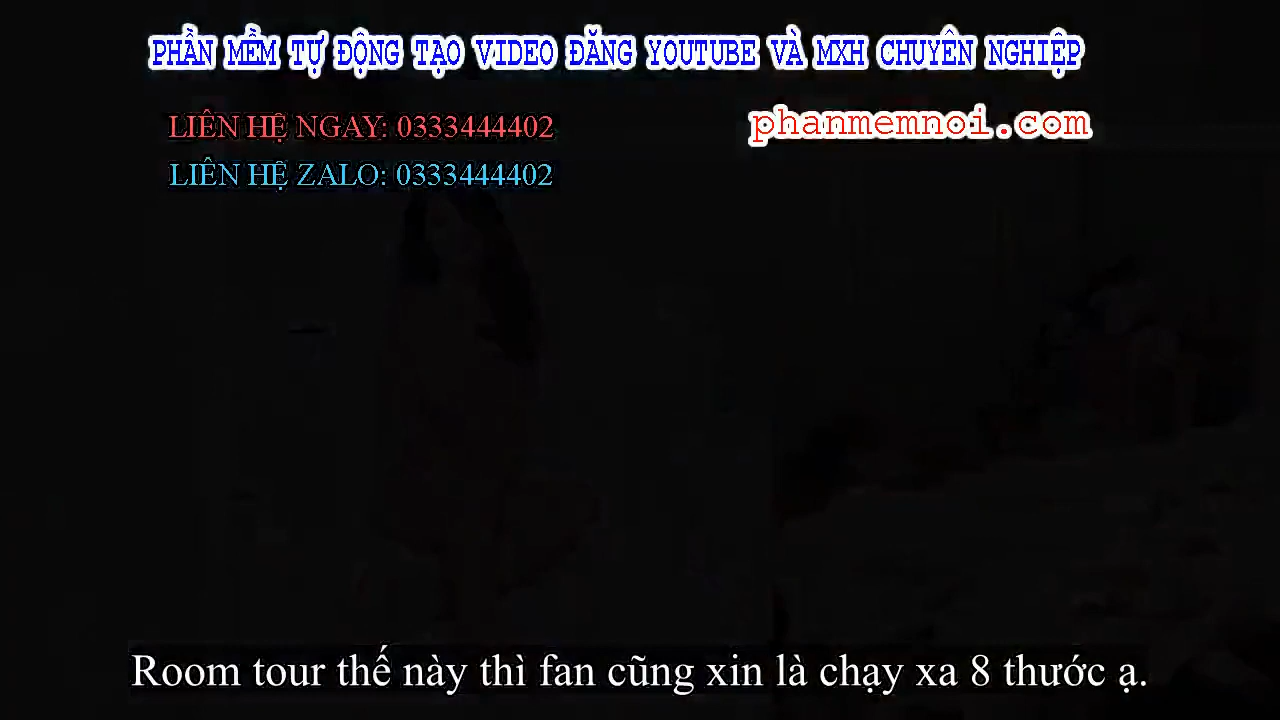 PHẦN MỀM TỰ ĐỘNG TẠO VIDEO ĐĂNG YOUTUBE VÀ MXH CHUYÊN NGHIỆP
LIÊN HỆ NGAY: 0333444402
phanmemnoi.com
LIÊN HỆ ZALO: 0333444402
Room tour thế này thì fan cũng xin là chạy xa 8 thước ạ.